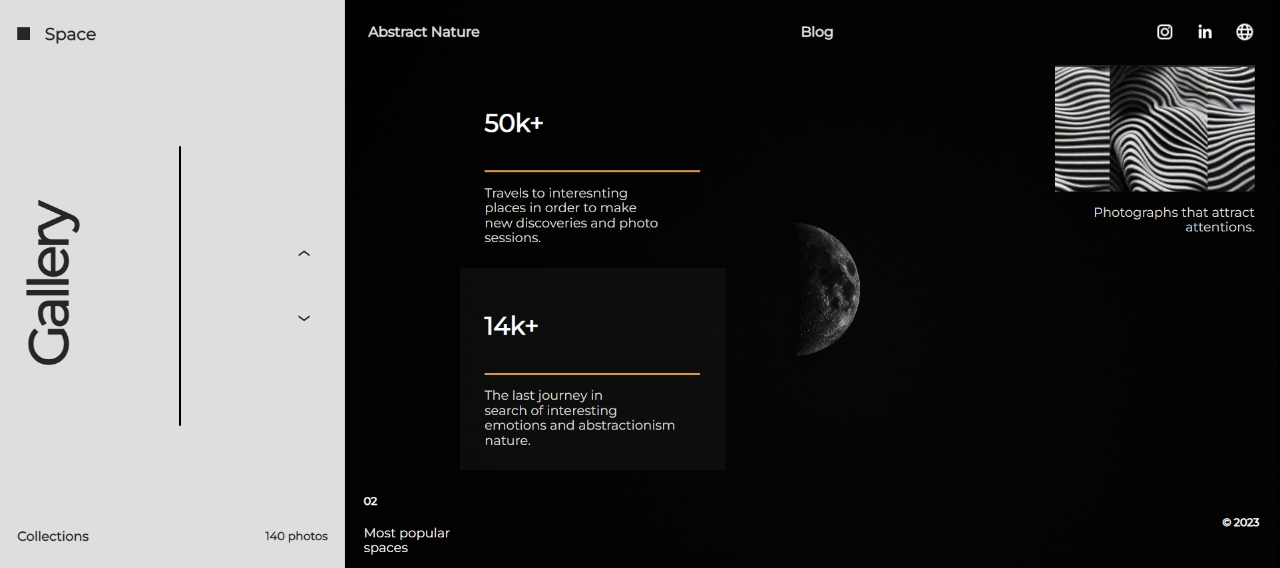 Space
Gallery
Collections
140 photos
Abstract Nature
Blog
50k+
Travels to interesnting
places in order to make
new discoveries and photo
sessions.
14k+
The last journey in
search of interesting
emotions and abstractionism
nature.
02
Most popular
spaces
Photographs that attract
attentions.
© 2023